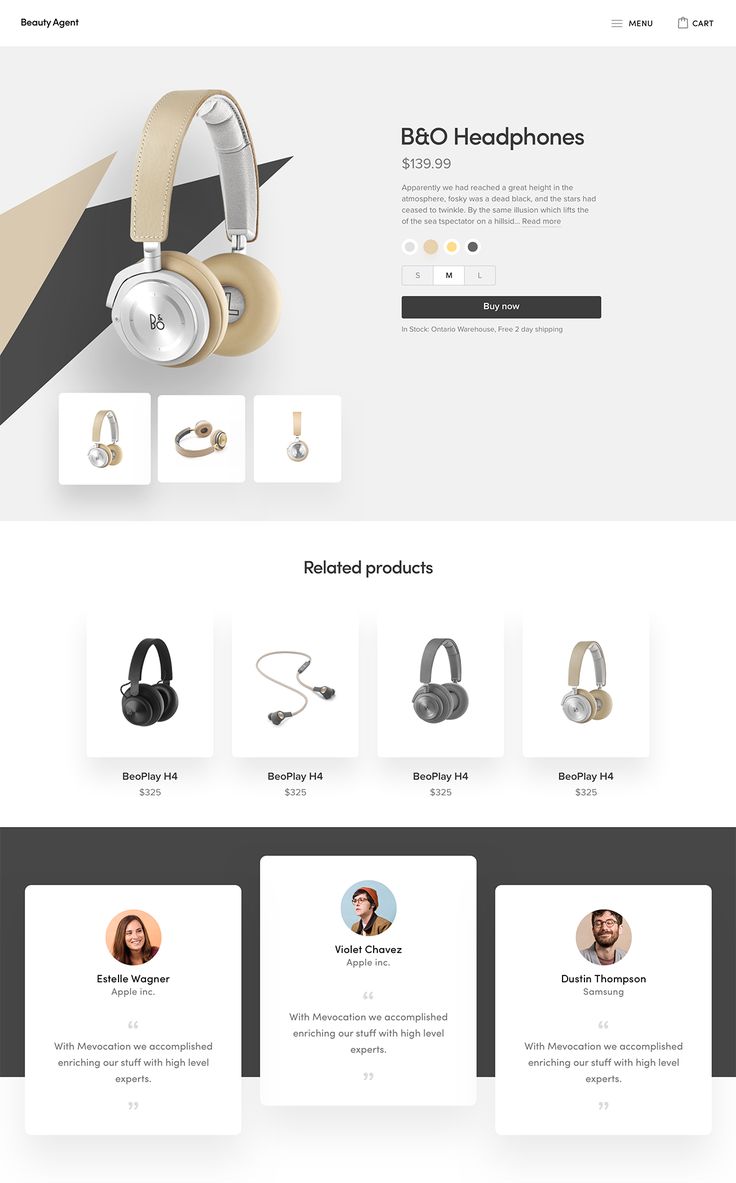 Beauty Agent
MENU
CART
B&O Headphones
$139.99
Apparently we had reached a great height in the
atmosphere, fosky was a dead black, and the stars had
ceased to twinkle. By the same illusion which lifts the
of the sea tspectator on a hillsid... Read more
S M L
Buy now
In Stock: Ontario Warehouse, Free 2 day shipping
B&O
L
Related products
BeoPlay H4
$325
BeoPlay H4
$325
BeoPlay H4
$325
BeoPlay H4
$325
Estelle Wagner
Apple inc.
“
With Mevocation we accomplished
enriching our stuff with high level
experts.
”
Violet Chavez
Apple inc.
“
With Mevocation we accomplished
enriching our stuff with high level
experts.
”
Dustin Thompson
Samsung
“
With Mevocation we accomplished
enriching our stuff with high level
experts.
”